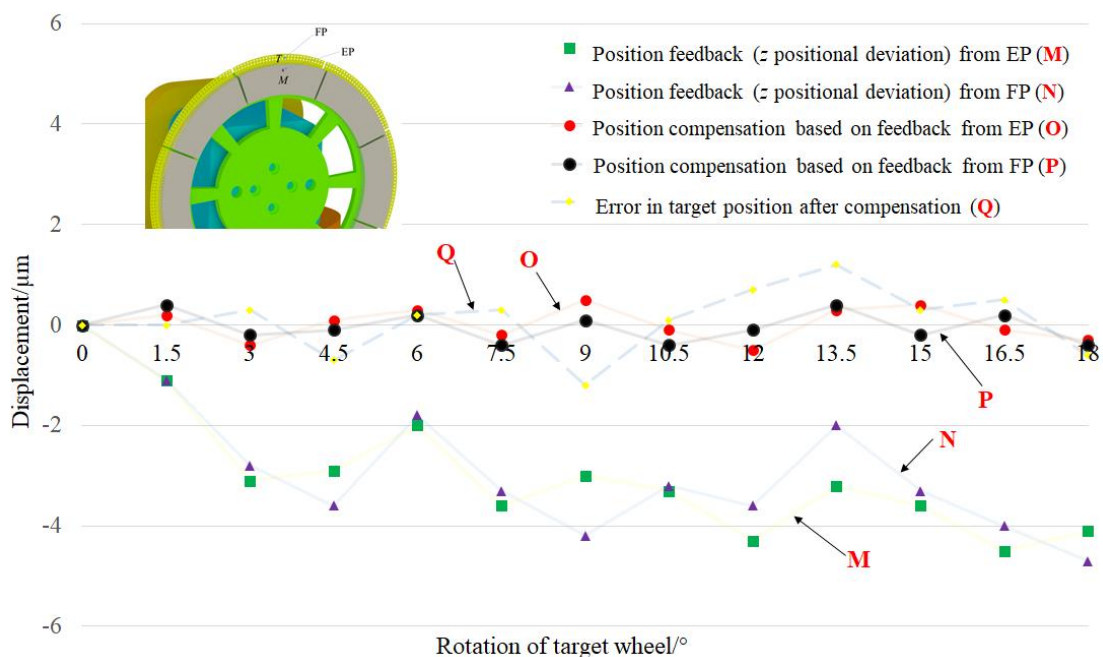 6
4
2
0
-2
-4
-6
Displacement/μm
FP
EP
T
M
Position feedback (z positional deviation) from EP (M)
Position feedback (z positional deviation) from FP (N)
Position compensation based on feedback from EP (O)
Position compensation based on feedback from FP (P)
Error in target position after compensation (Q)
Q
O
P
N
M
0 1.5 3 4.5 6 7.5 9 10.5 12 13.5 15 16.5 18
Rotation of target wheel/°